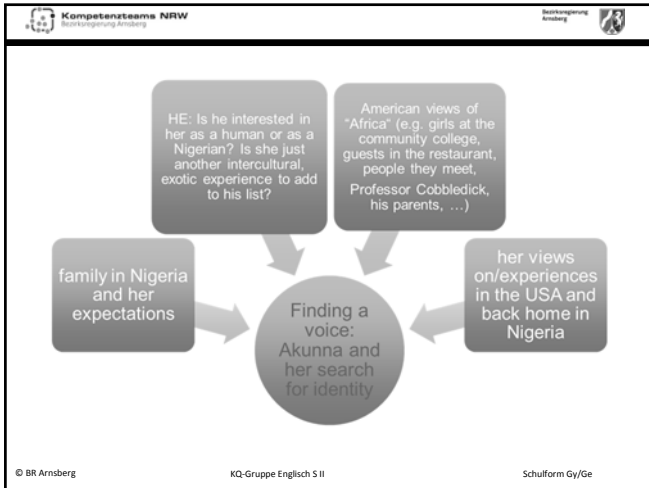 Kompetenzteams NRW
Bezirksregierung Arnsberg
Bezirksregierung
Arnsberg
HE: Is he interested in
her as a human or as a
Nigerian? Is she just
another intercultural,
exotic experience to add
to his list?
American views of
"Africa" (e.g. girls at the
community college,
guests in the restaurant,
people they meet,
Professor Cobbledick,
his parents, ...)
family in Nigeria
and her
expectations
her views
on/experiences
in the USA and
back home in
Nigeria
Finding a
voice:
Akunna and
her search
for identity
© BR Arnsberg
KQ-Gruppe Englisch S II
Schulform Gy/Ge